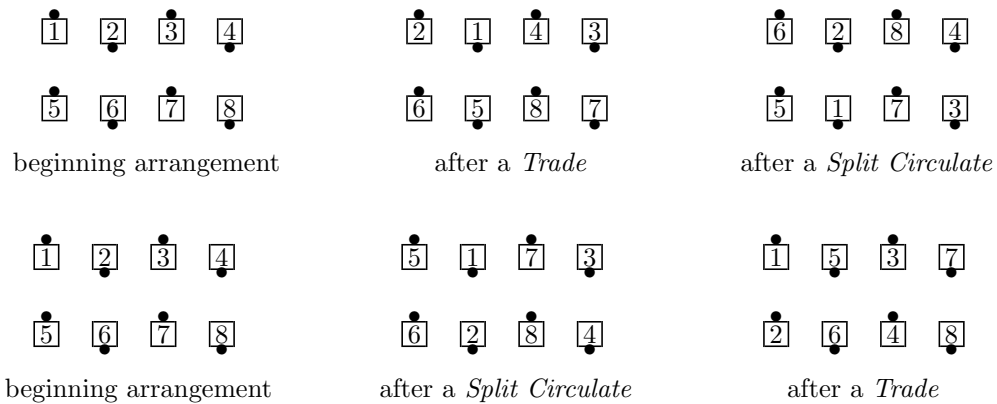 1 2 3 4 2 1 4 3 6 2 8 4
5 6 7 8 6 5 8 7 5 1 7 3
beginning arrangement after a Trade after a Split Circulate
1 2 3 4 5 1 7 3 1 5 3 7
5 6 7 8 6 2 8 4 2 6 4 8
beginning arrangement after a Split Circulate after a Trade